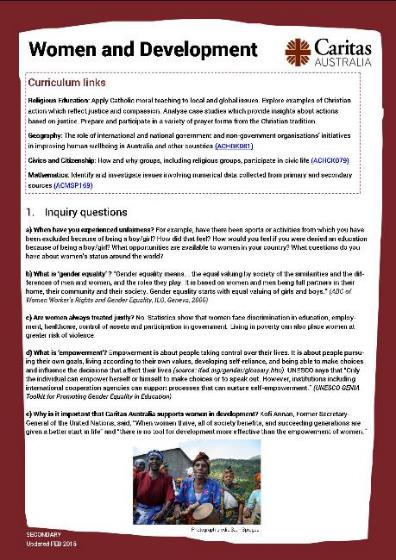 Women and Development
Caritas
AUSTRALIA
Curriculum links
Religious Education: Apply Catholic moral teaching to local and global issues. Explore examples of Christian
action which reflect justice and compassion. Analyse case studies which provide insights about actions
based on justice. Prepare and participate in a variety of prayer forms from the Christian tradition.
Geography: The role of international and national government and non-government organisations' initiatives
in improving human wellbeing in Australia and other countries (ACHGK081)
Civics and Citizenship: How and why groups, including religious groups, participate in civic life (ACHCK079)
Mathematics: Identify and investigate issues involving numerical data collected from primary and secondary
sources (ACMSP169)
1. Inquiry questions
a) When have you experienced unfairness? For example, have there been sports or activities from which you have
been excluded because of being a boy/girl? How did that feel? How would you feel if you were denied an education
because of being a boy/girl? What opportunities are available to women in your country? What questions do you
have about women's status around the world?
b) What is 'gender equality'? "Gender equality means... the equal valuing by society of the similarities and the dif-
ferences of men and women, and the roles they play. It is based on women and men being full partners in their
home, their community and their society. Gender equality starts with equal valuing of girls and boys." (ABC of
Women Worker's Rights and Gender Equality, ILO, Geneva, 2000)
c) Are women always treated justly? No. Statistics show that women face discrimination in education, employ-
ment, healthcare, control of assets and participation in government. Living in poverty can also place women at
greater risk of violence.
d) What is 'empowerment'? Empowerment is about people taking control over their lives. It is about people pursu-
ing their own goals, living according to their own values, developing self-reliance, and being able to make choices
and influence the decisions that affect their lives (source: ifad.org/gender/glossary.htm). UNESCO says that "Only
the individual can empower herself or himself to make choices or to speak out. However, institutions including
international cooperation agencies can support processes that can nurture self-empowerment." (UNESCO GENIA
Toolkit for Promoting Gender Equality in Education)
e) Why is it important that Caritas Australia supports women in development? Kofi Annan, Former Secretary-
General of the United Nations, said, "When women thrive, all of society benefits, and succeeding generations are
given a better start in life" and "there is no tool for development more effective than the empowerment of women."
SECONDARY
Updated FEB 2015